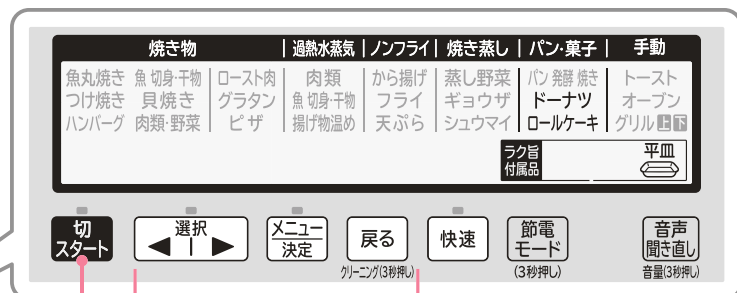 焼き物 過熱水蒸気 ノンフライ 焼き蒸し パン・菓子 手動
魚丸焼き 魚 切身・干物 ロースト肉 肉類 から揚げ 蒸し野菜 パン 発酵 焼き トースト
つけ焼き 貝焼き グラタン 魚 切身・干物 フライ ギョウザ ドーナツ オーブン
ハンバーグ 肉類・野菜 ピザ 揚げ物温め 天ぷら シュウマイ ロールケーキ グリル 上 下
ラク旨 平皿
付属品
切 選択 メニュー 戻る 快速 節電 音声
スタート 決定 モード 聞き直し
クリーニング(3秒押し) (3秒押し) 音量(3秒押し)